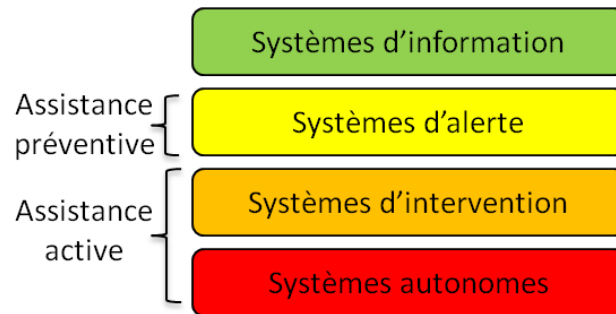 Systèmes d'information
Assistance
préventive
Systèmes d'alerte
Assistance
active
Systèmes d'intervention
Systèmes autonomes